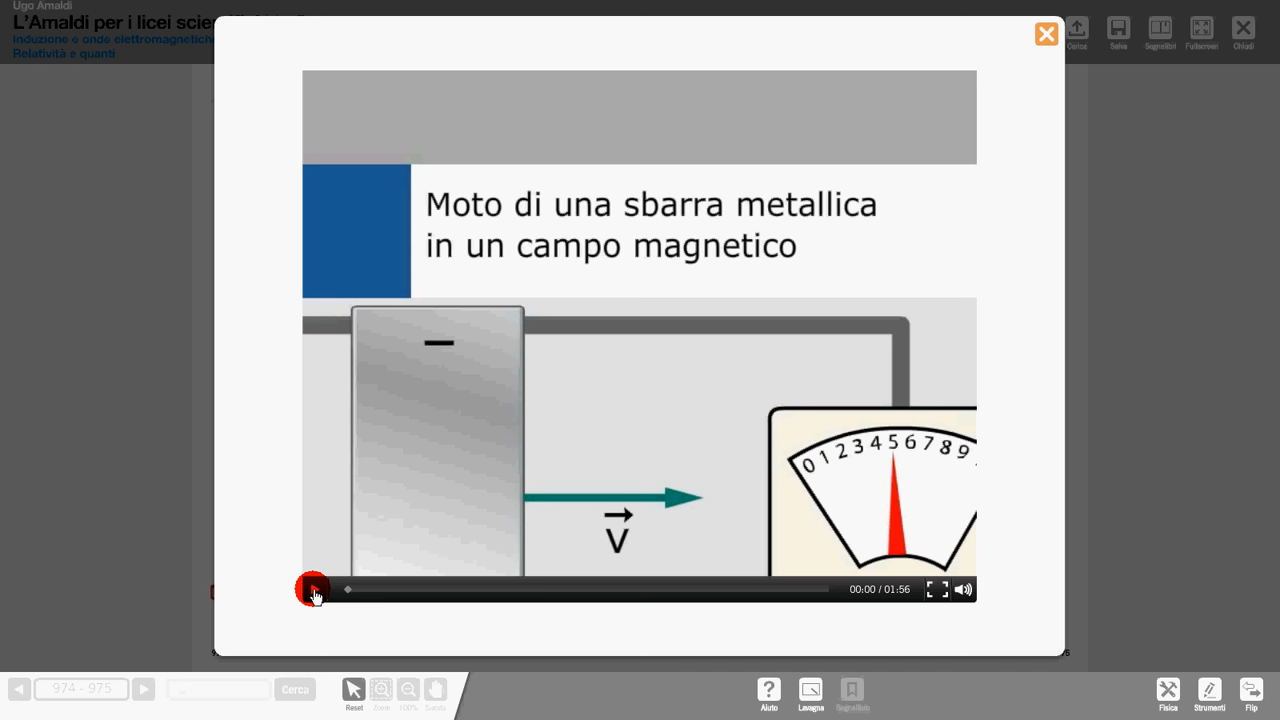 Ugo Amaldi
L'Amaldi per i licei scie
Induzione e onde elettromagnetich
Relatività e quanti
Carica
Salva
Segnalibri
Fullscreen
Chiudi
Moto di una sbarra metallica
in un campo magnetico
–
0 1 2 3 4 5 6 7 8 9
V
00:00 / 01:56
974 - 975
Cerca
Reset
Zoom
100%
Aiuto
Lavagna
Segnalibro
Fisica
Strumenti
Flip